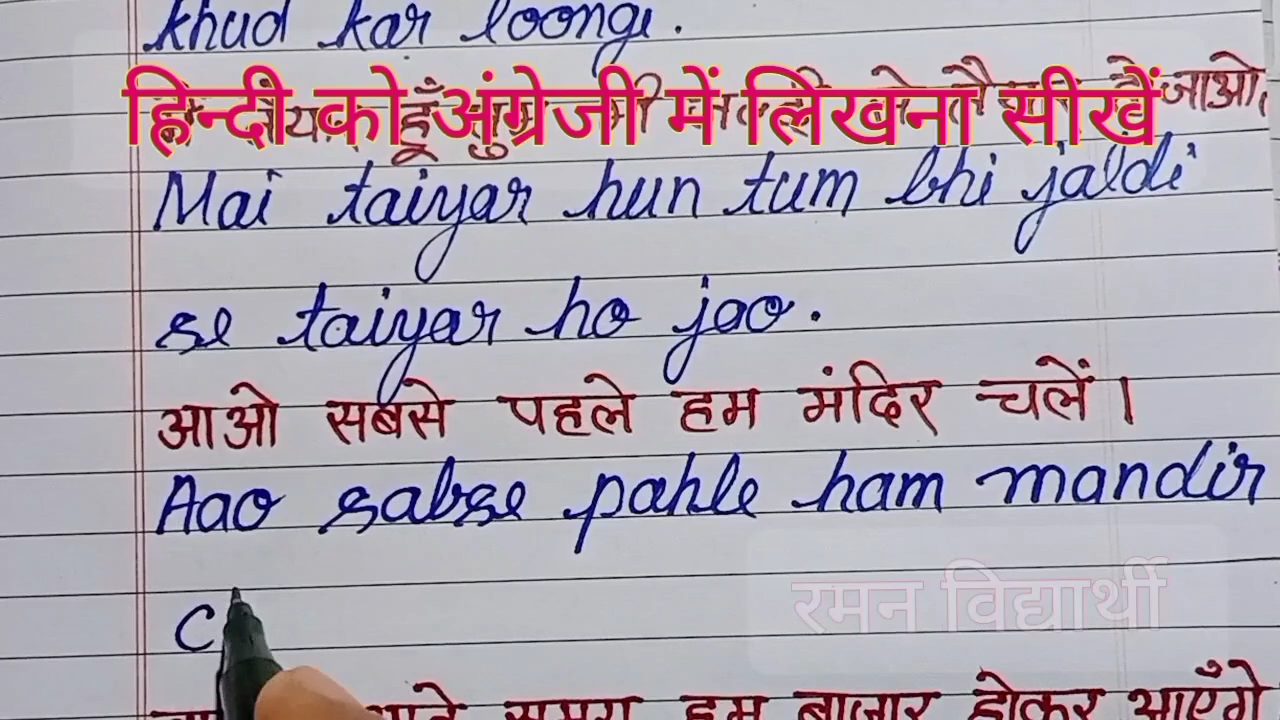 khud kar loongi.
हिन्दी को अंग्रेजी में लिखना सीखें
हूँ तुम भी जाओ।
Mai taiyar hun tum bhi jaldi
se taiyar ho jao.
आओ सबसे पहले हम मंदिर चलें।
Aao sabse pahle ham mandir
c
रमन विद्यार्थी
समय हम बाजार होकर आएँगे